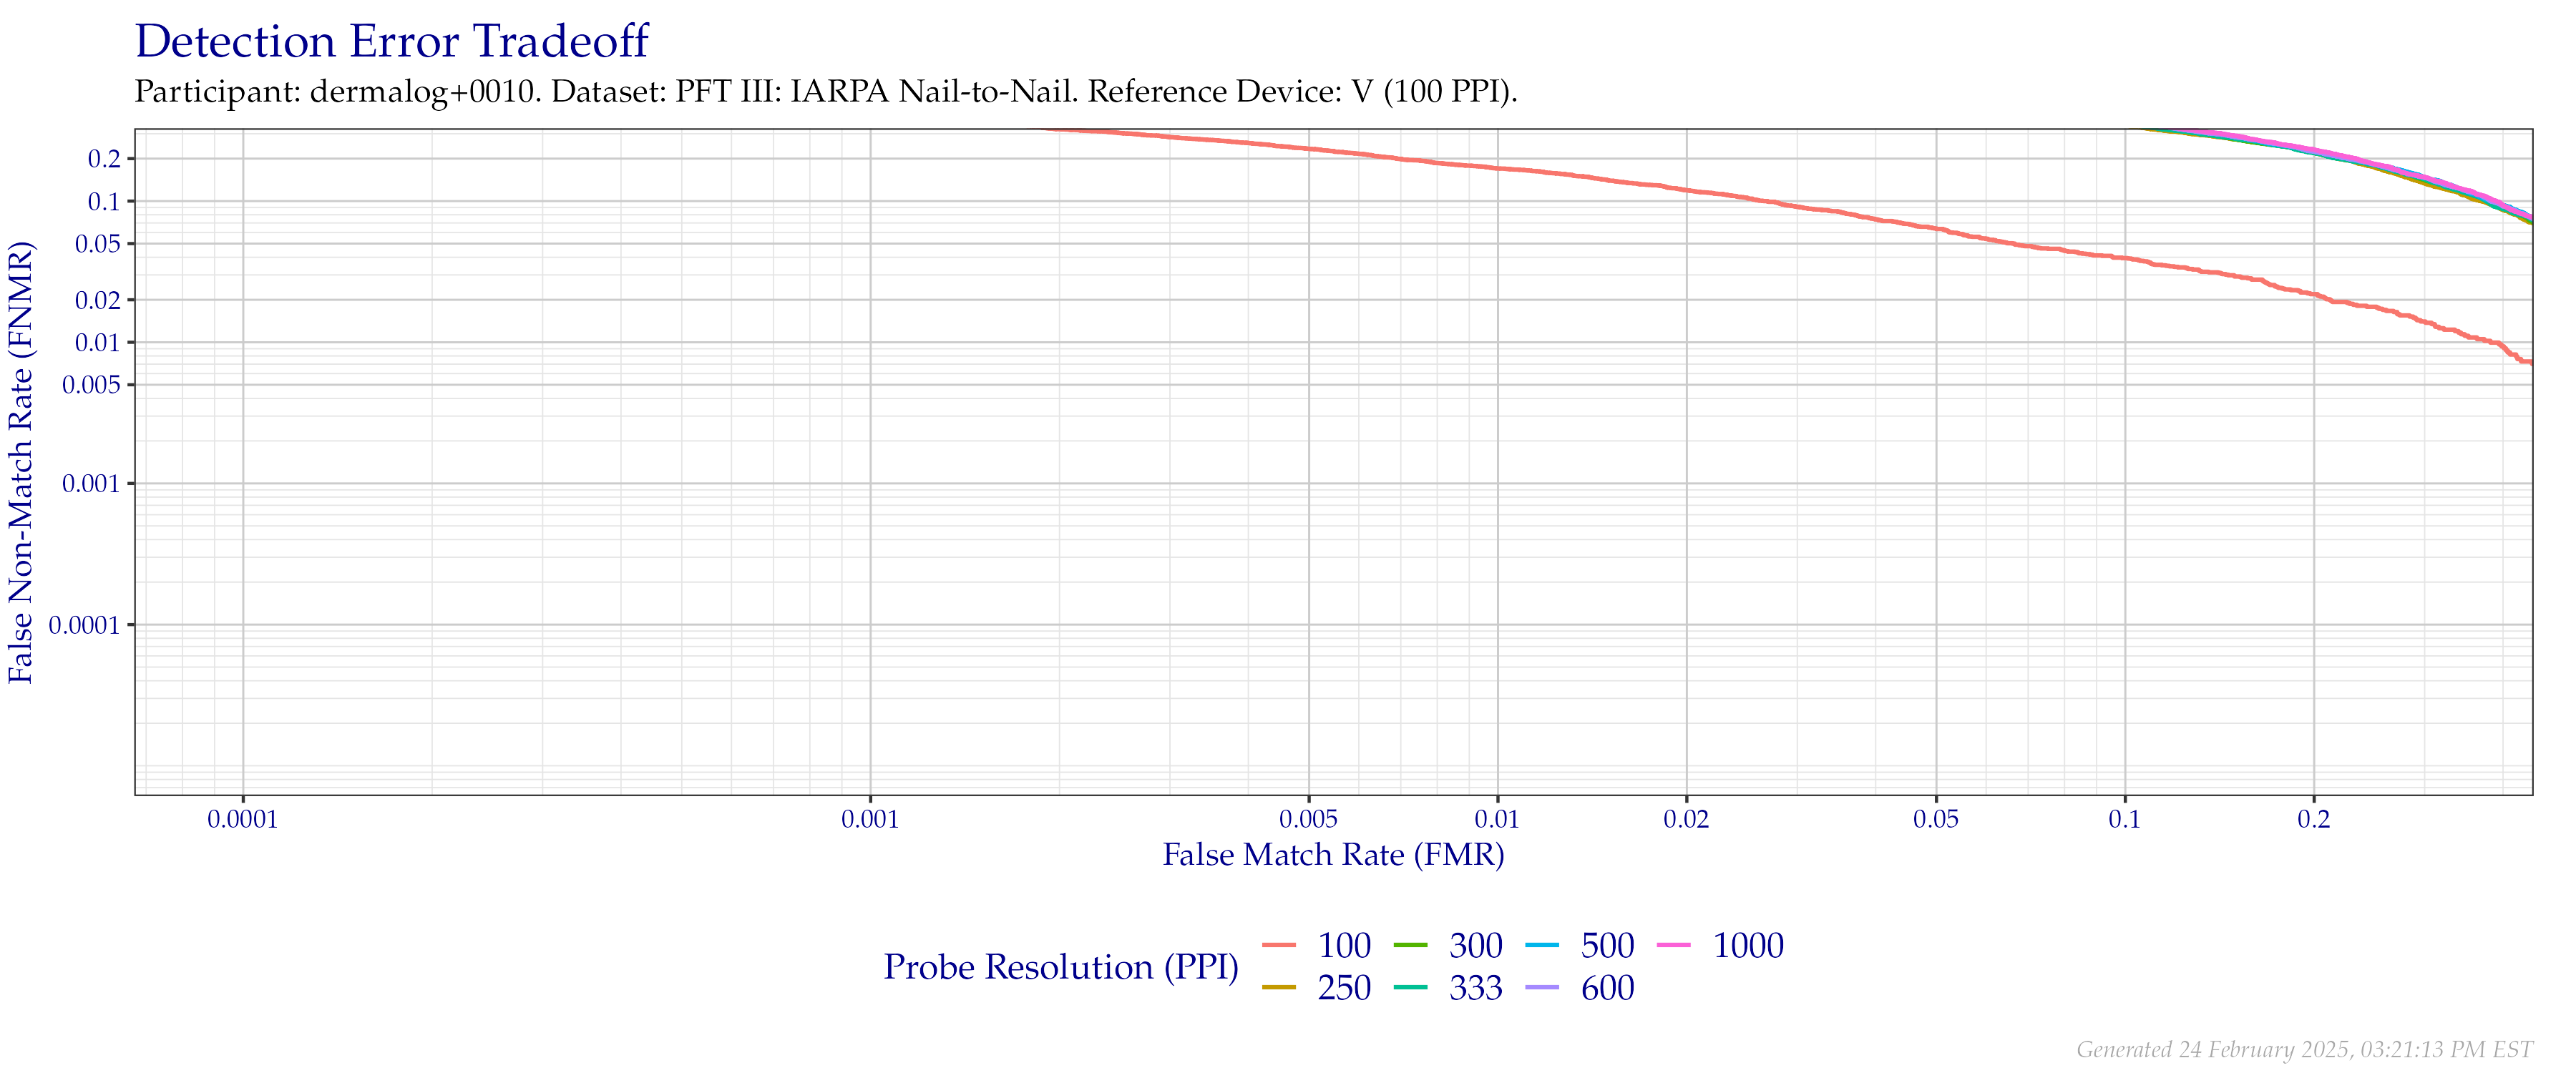 Detection Error Tradeoff
Participant: dermalog+0010. Dataset: PFT III: IARPA Nail-to-Nail. Reference Device: V (100 PPI).
False Non-Match Rate (FNMR)
0.2
0.1
0.05
0.02
0.01
0.005
0.001
0.0001
0.0001 0.001 0.005 0.01 0.02 0.05 0.1 0.2
False Match Rate (FMR)
Probe Resolution (PPI)
100 300 500 1000
250 333 600
Generated 24 February 2025, 03:21:13 PM EST